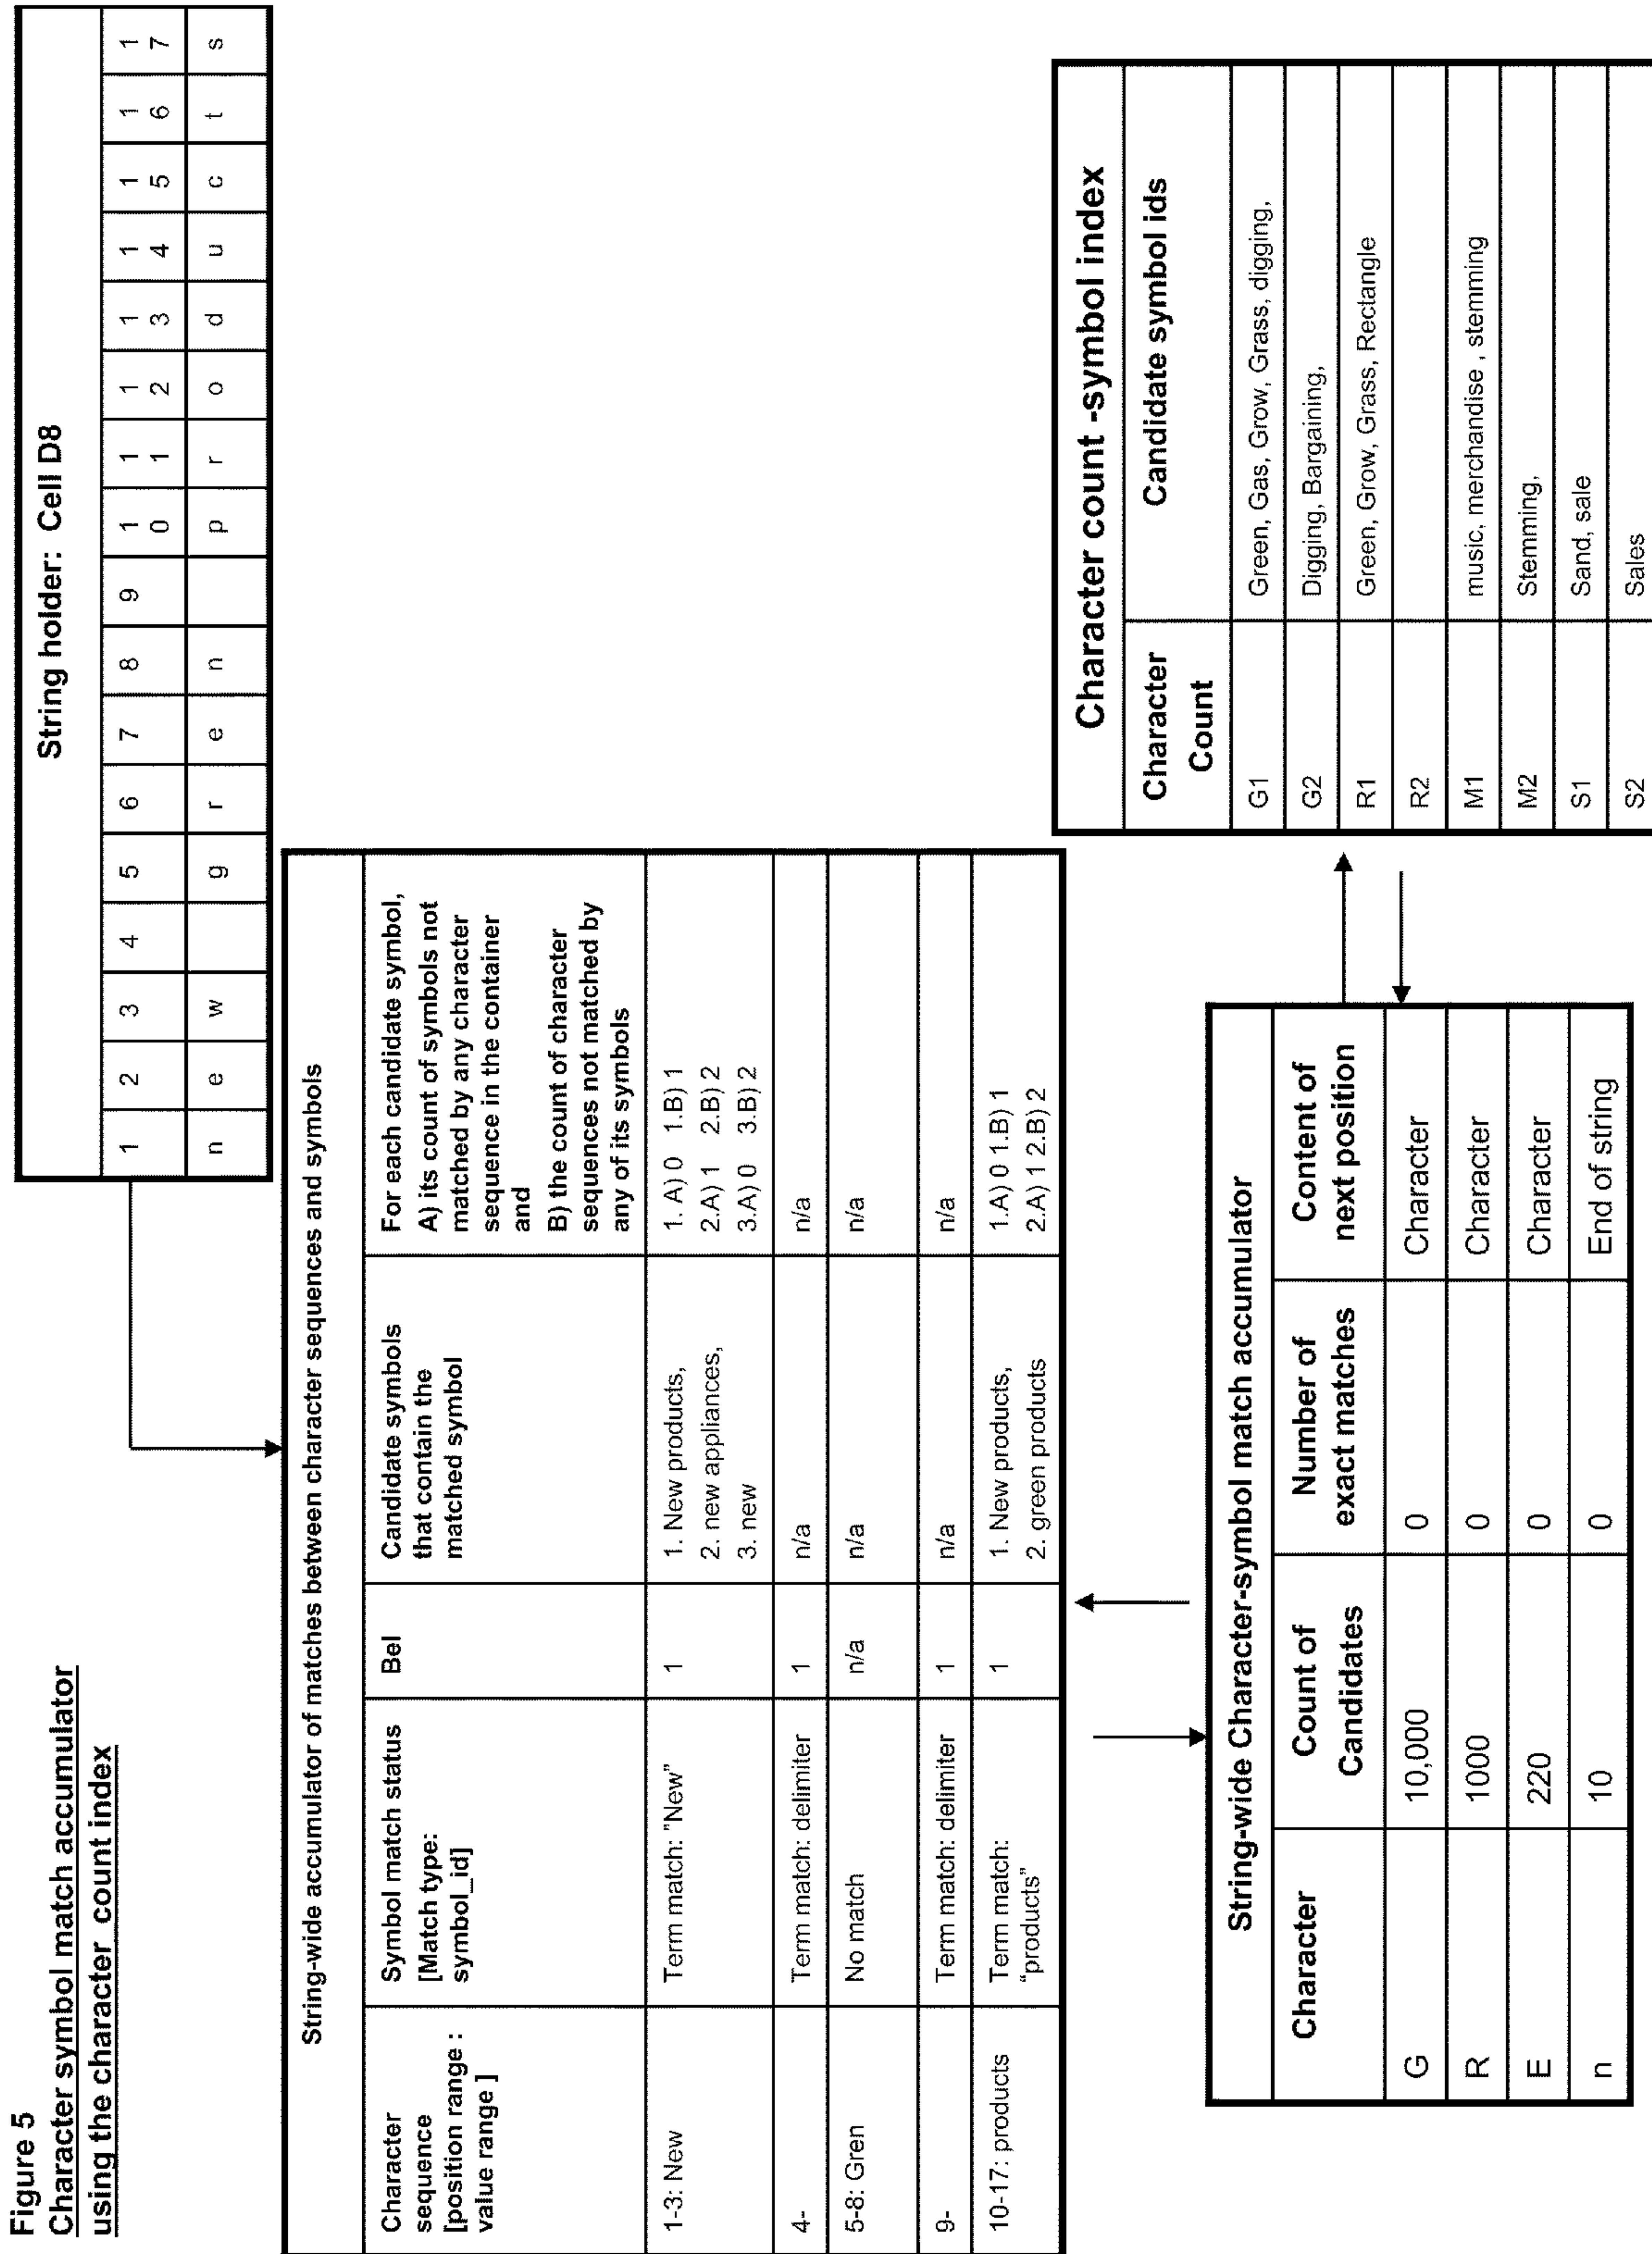 Figure 5
Character symbol match accumulator
using the character count index
String holder: Cell D8
1 2 3 4 5 6 7 8 9 10 11 12 13 14 15 16 17
n e w g r e n p r o d u c t s
String-wide accumulator of matches between character sequences and symbols
Character
sequence
[position range :
value range ]
Symbol match status
[Match type:
symbol_id]
Bel
Candidate symbols
that contain the
matched symbol
For each candidate symbol,
A) its count of symbols not
matched by any character
sequence in the container
and
B) the count of character
sequences not matched by
any of its symbols
1-3: New
Term match: "New"
1
1. New products,
2. new appliances,
3. new
1. A) 0 1.B) 1
2.A) 1 2.B) 2
3.A) 0 3.B) 2
4-
Term match: delimiter
1
n/a
n/a
5-8: Gren
No match
n/a
n/a
n/a
9-
Term match: delimiter
1
n/a
n/a
10-17: products
Term match:
"products"
1
1. New products,
2. green products
1.A) 0 1.B) 1
2.A) 1 2.B) 2
String-wide Character-symbol match accumulator
Character
Count of
Candidates
Number of
exact matches
Content of
next position
G 10,000 0 Character
R 1000 0 Character
E 220 0 Character
n 10 0 End of string
Character count -symbol index
Character
Count
Candidate symbol ids
G1 Green, Gas, Grow, Grass, digging,
G2 Digging, Bargaining,
R1 Green, Grow, Grass, Rectangle
R2
M1 music, merchandise , stemming
M2 Stemming,
S1 Sand, sale
S2 Sales